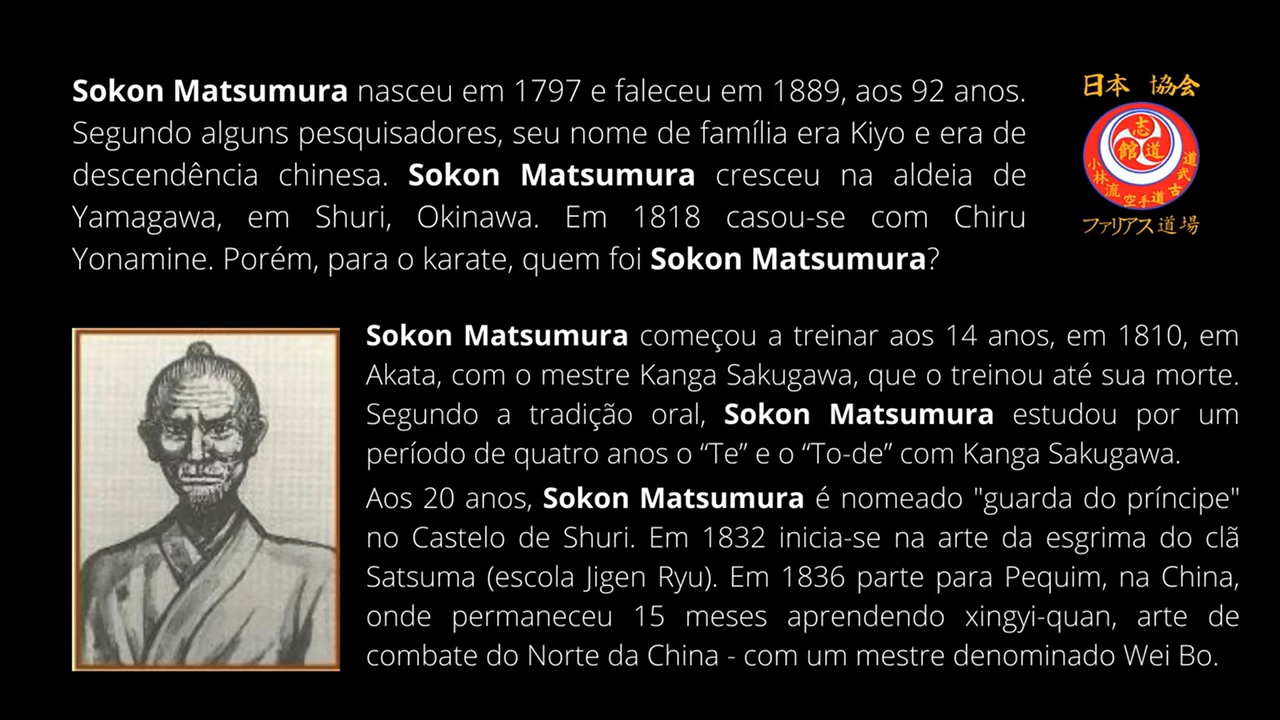 Sokon Matsumura nasceu em 1797 e faleceu em 1889, aos 92 anos.
Segundo alguns pesquisadores, seu nome de família era Kiyo e era de
descendência chinesa. Sokon Matsumura cresceu na aldeia de
Yamagawa, em Shuri, Okinawa. Em 1818 casou-se com Chiru
Yonamine. Porém, para o karate, quem foi Sokon Matsumura?
日本 協会
志
館道
小林流空手道古武道
ファリアス道場
Sokon Matsumura começou a treinar aos 14 anos, em 1810, em
Akata, com o mestre Kanga Sakugawa, que o treinou até sua morte.
Segundo a tradição oral, Sokon Matsumura estudou por um
período de quatro anos o “Te” e o “To-de” com Kanga Sakugawa.
Aos 20 anos, Sokon Matsumura é nomeado "guarda do príncipe"
no Castelo de Shuri. Em 1832 inicia-se na arte da esgrima do clã
Satsuma (escola Jigen Ryu). Em 1836 parte para Pequim, na China,
onde permaneceu 15 meses aprendendo xingyi-quan, arte de
combate do Norte da China - com um mestre denominado Wei Bo.